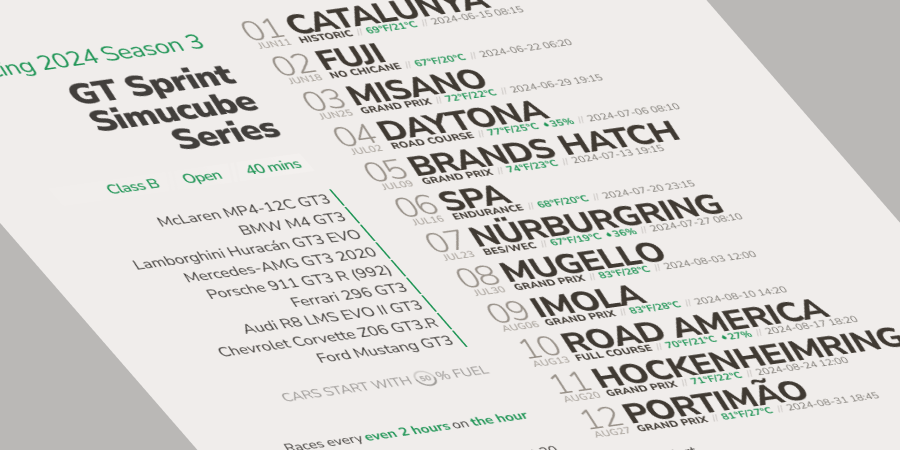 ing 2024 Season 3
GT Sprint
Simucube
Series
Class B Open 40 mins
McLaren MP4-12C GT3
BMW M4 GT3
Lamborghini Huracán GT3 EVO
Mercedes-AMG GT3 2020
Porsche 911 GT3 R (992)
Ferrari 296 GT3
Audi R8 LMS EVO II GT3
Chevrolet Corvette Z06 GT3.R
Ford Mustang GT3
CARS START WITH 50 % FUEL
Races every even 2 hours on the hour
01 CATALUNYA
JUN11 HISTORIC // 69°F/21°C // 2024-06-15 08:15
02 FUJI
JUN18 NO CHICANE // 67°F/20°C // 2024-06-22 06:20
03 MISANO
JUN25 GRAND PRIX // 72°F/22°C // 2024-06-29 19:15
04 DAYTONA
JUL02 ROAD COURSE // 77°F/25°C 35% // 2024-07-06 08:10
05 BRANDS HATCH
JUL09 GRAND PRIX // 74°F/23°C // 2024-07-13 19:15
06 SPA
JUL16 ENDURANCE // 68°F/20°C // 2024-07-20 23:15
07 NÜRBURGRING
JUL23 BES/WEC // 67°F/19°C 36% // 2024-07-27 08:10
08 MUGELLO
JUL30 GRAND PRIX // 83°F/28°C // 2024-08-03 12:00
09 IMOLA
AUG06 GRAND PRIX // 83°F/28°C // 2024-08-10 14:20
10 ROAD AMERICA
AUG13 FULL COURSE // 70°F/21°C 27% // 2024-08-17 18:20
11 HOCKENHEIMRING
AUG20 GRAND PRIX // 71°F/22°C // 2024-08-24 12:00
12 PORTIMÃO
AUG27 GRAND PRIX // 81°F/27°C // 2024-08-31 18:45